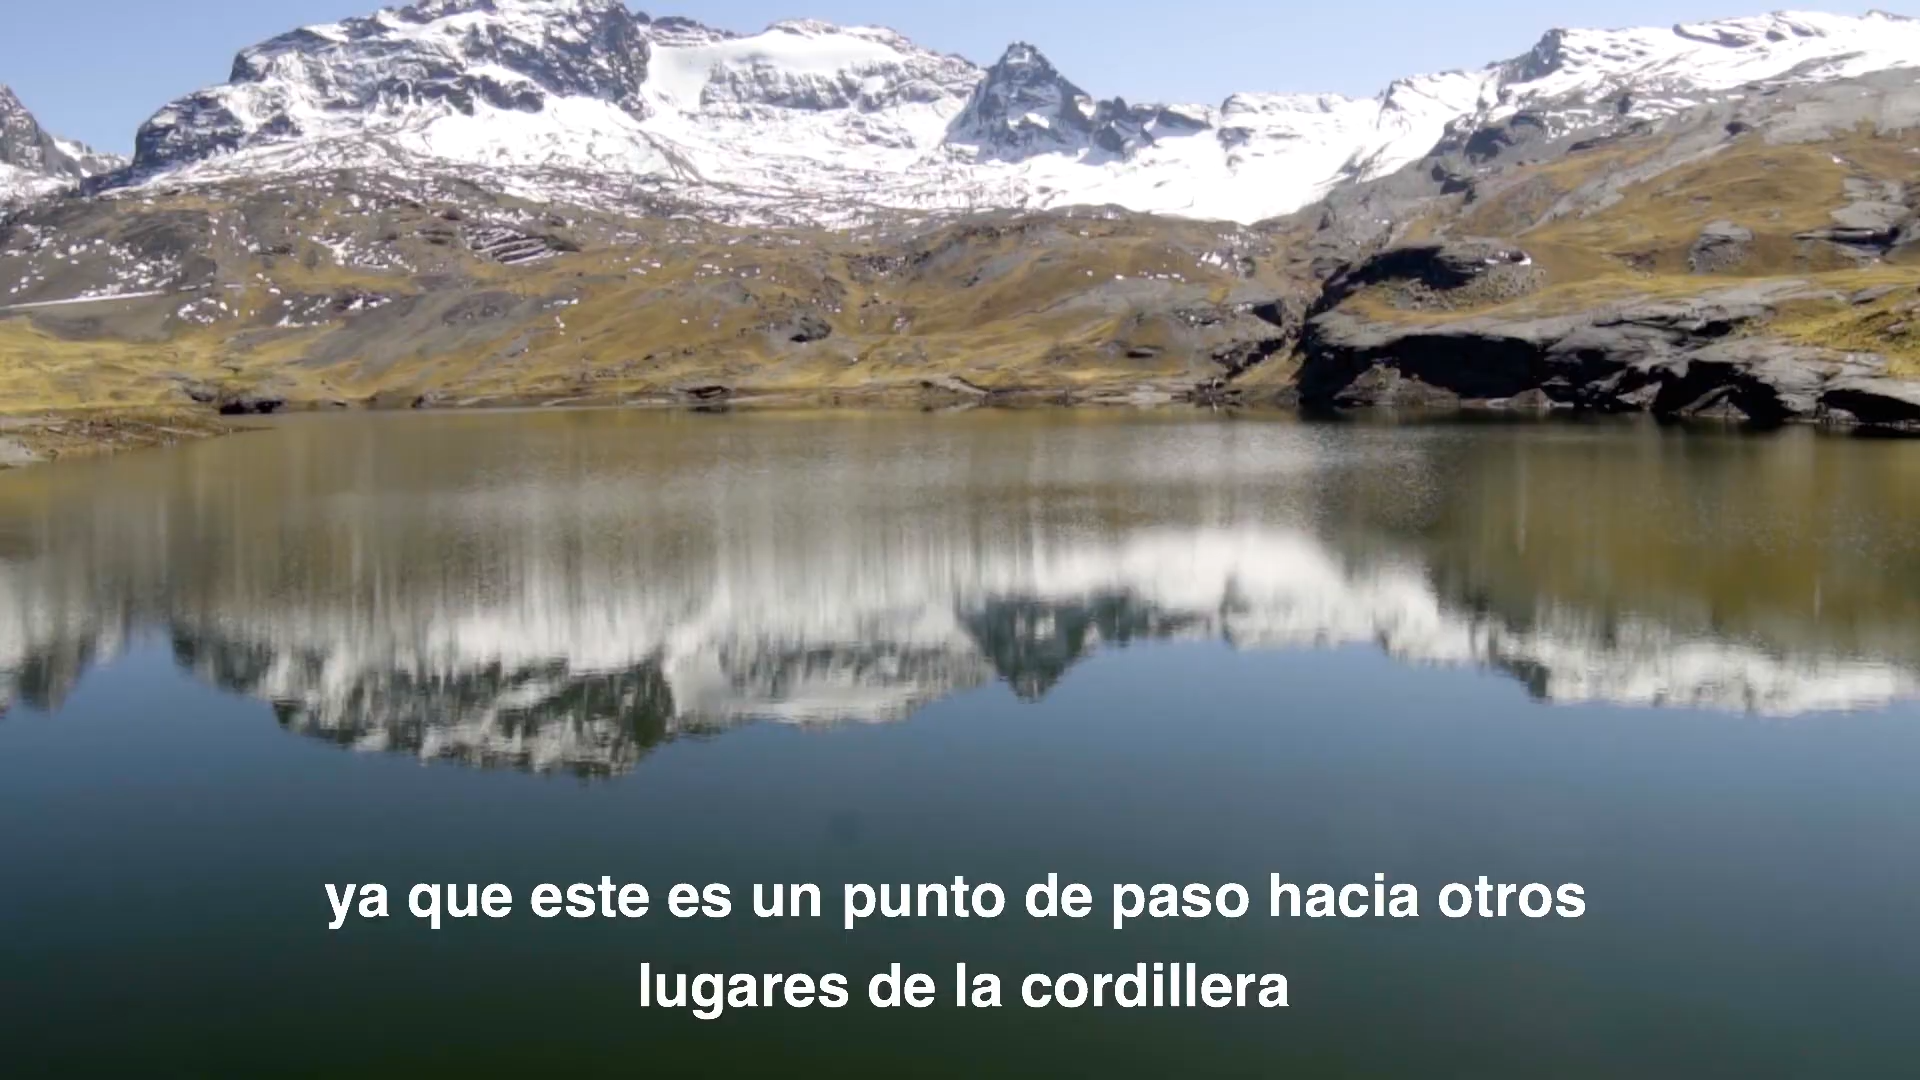 ya que este es un punto de paso hacia otros
lugares de la cordillera